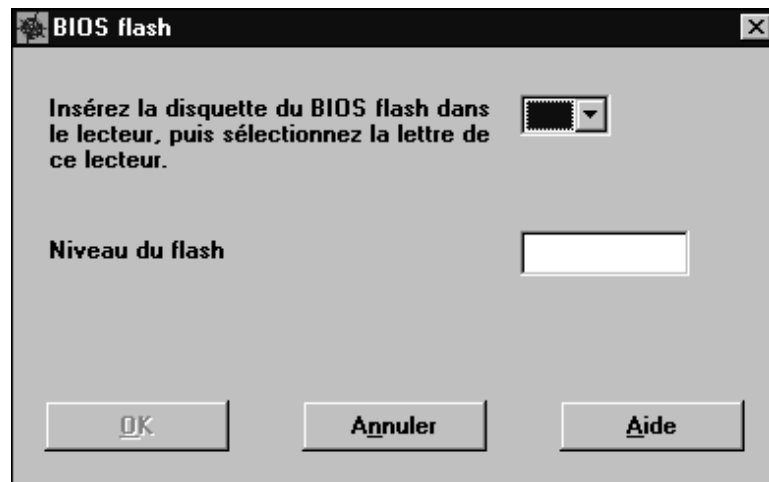 BIOS flash
Insérez la disquette du BIOS flash dans
le lecteur, puis sélectionnez la lettre de
ce lecteur.
Niveau du flash
OK
Annuler
Aide